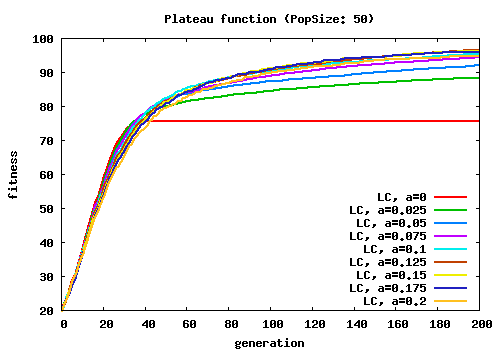 Plateau function (PopSize: 50)
100
90
80
70
60
50
40
30
20
fitness
LC, a=0
LC, a=0.025
LC, a=0.05
LC, a=0.075
LC, a=0.1
LC, a=0.125
LC, a=0.15
LC, a=0.175
LC, a=0.2
0 20 40 60 80 100 120 140 160 180 200
generation